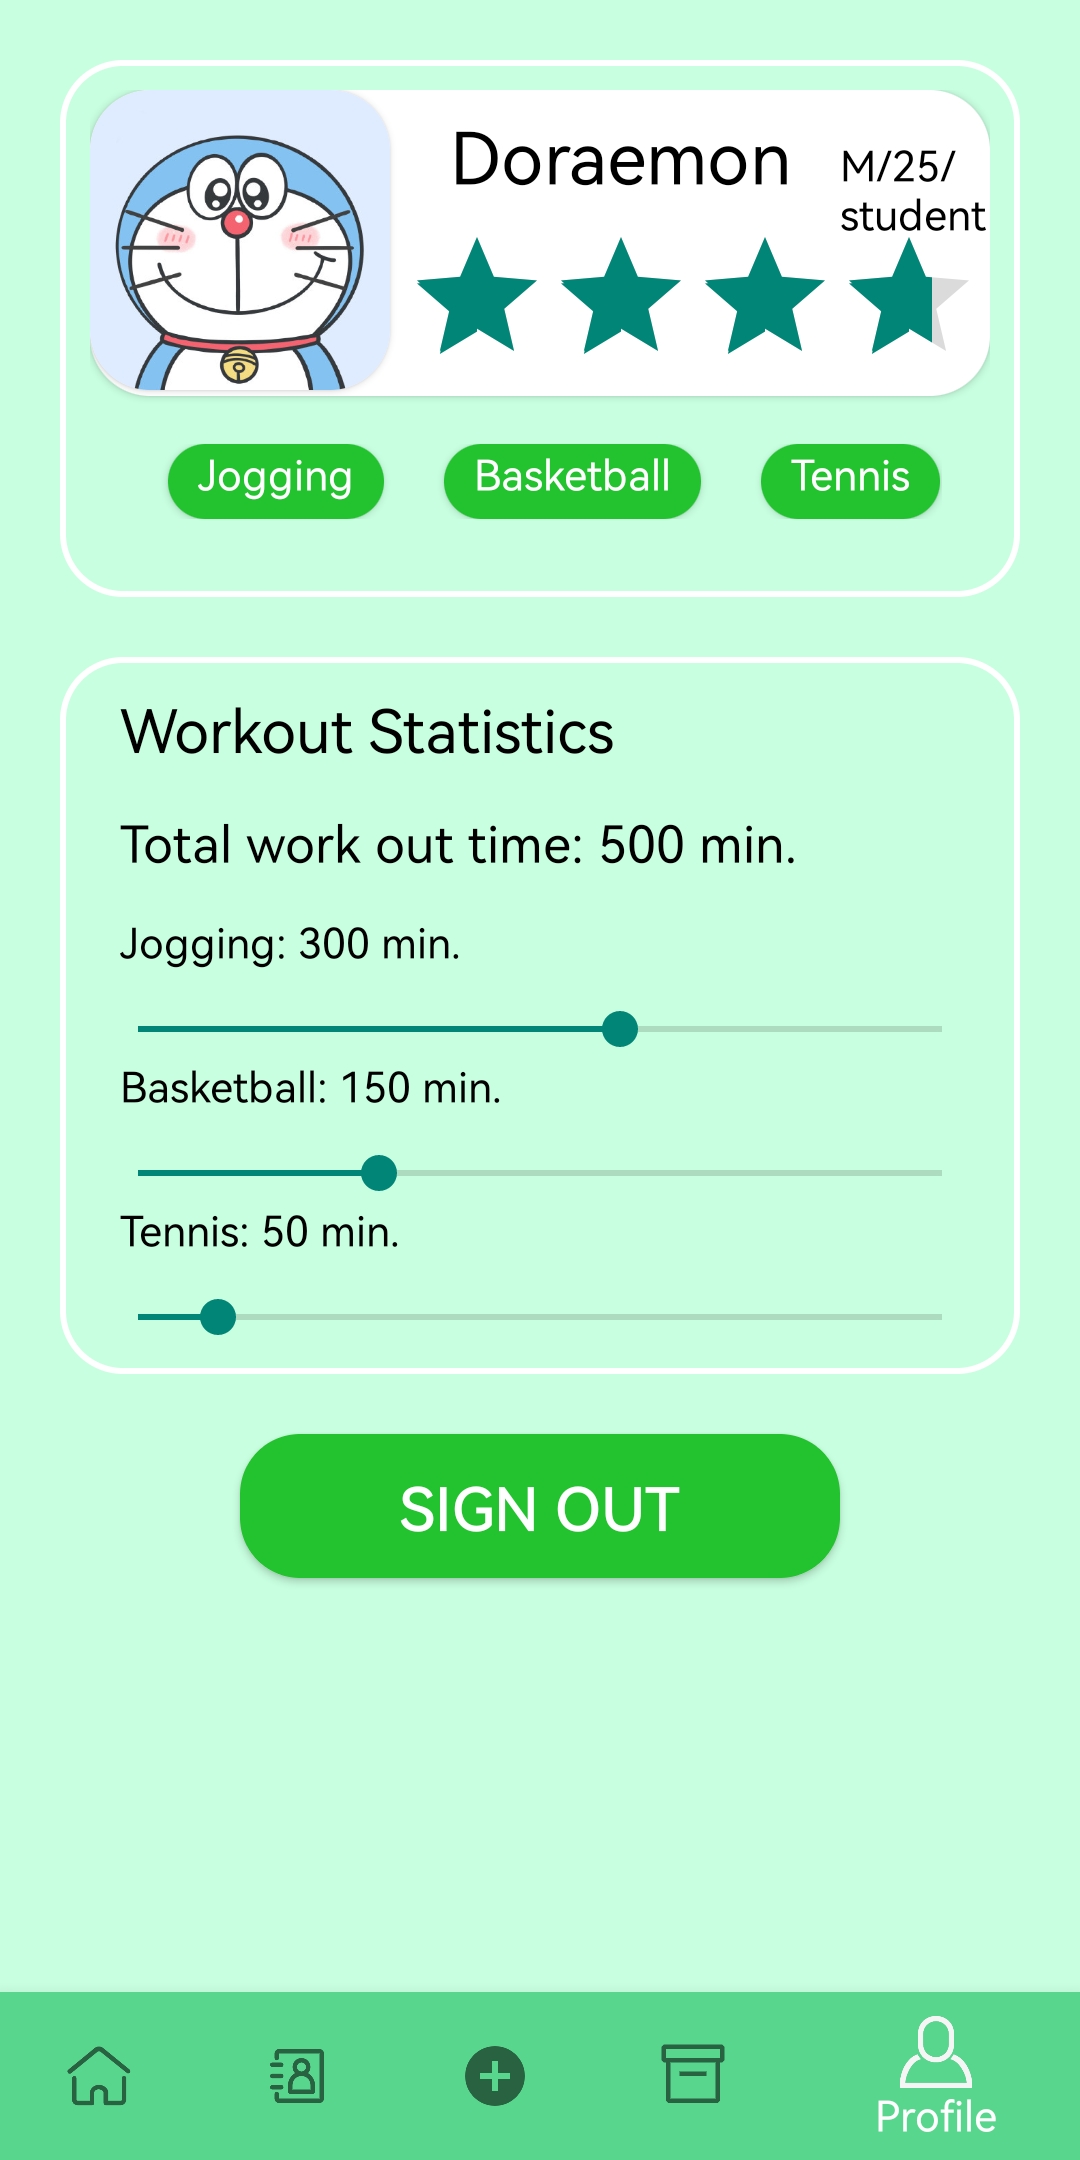 Doraemon
M/25/
student
Jogging
Basketball
Tennis
Workout Statistics
Total work out time: 500 min.
Jogging: 300 min.
Basketball: 150 min.
Tennis: 50 min.
SIGN OUT
Profile